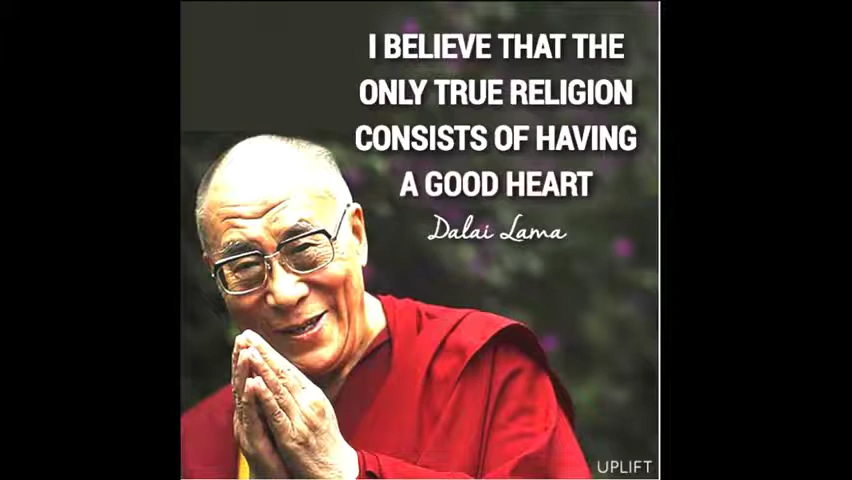 I BELIEVE THAT THE
ONLY TRUE RELIGION
CONSISTS OF HAVING
A GOOD HEART
Dalai Lama
UPLIFT